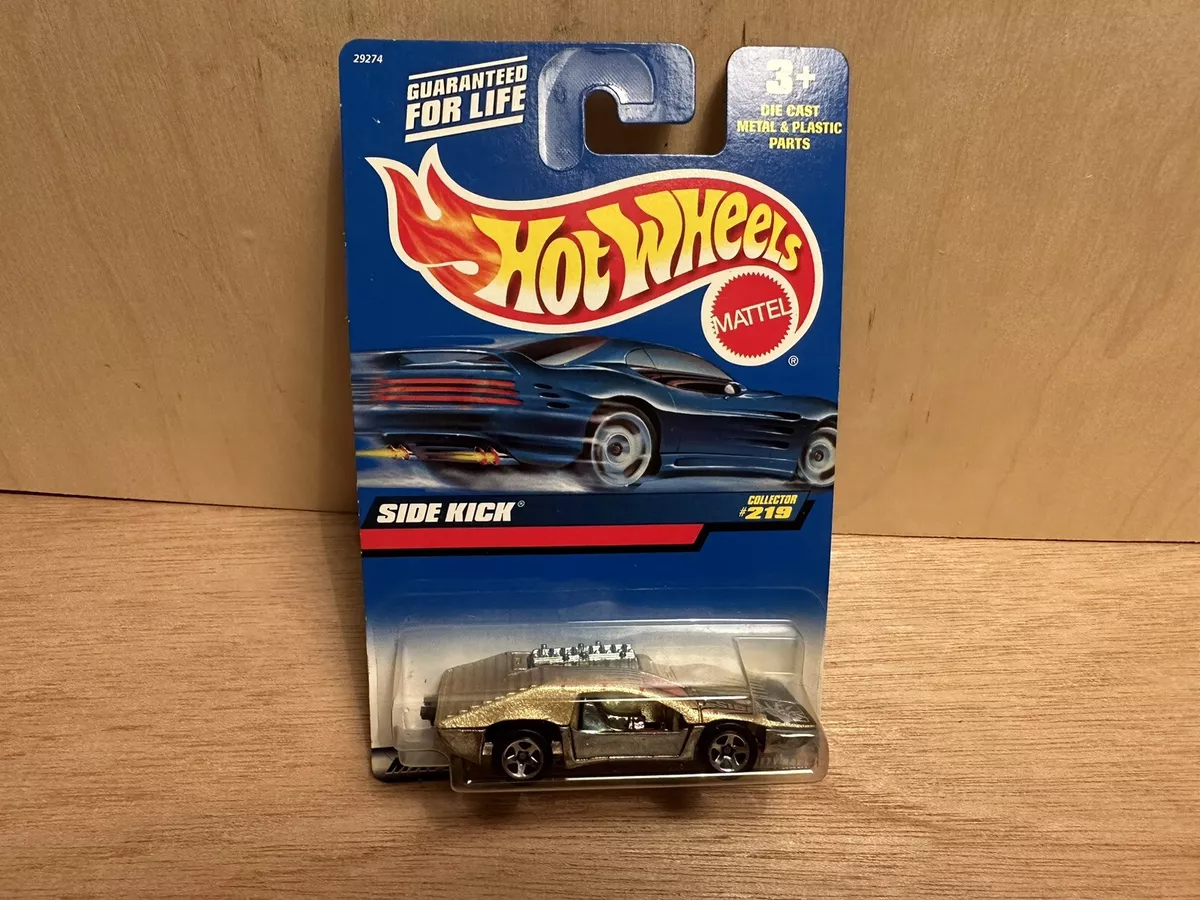 29274
GUARANTEED
FOR LIFE
3+
DIE CAST
METAL & PLASTIC
PARTS
HOT WHEELS
MATTEL
®
SIDE KICK®
COLLECTOR
#219